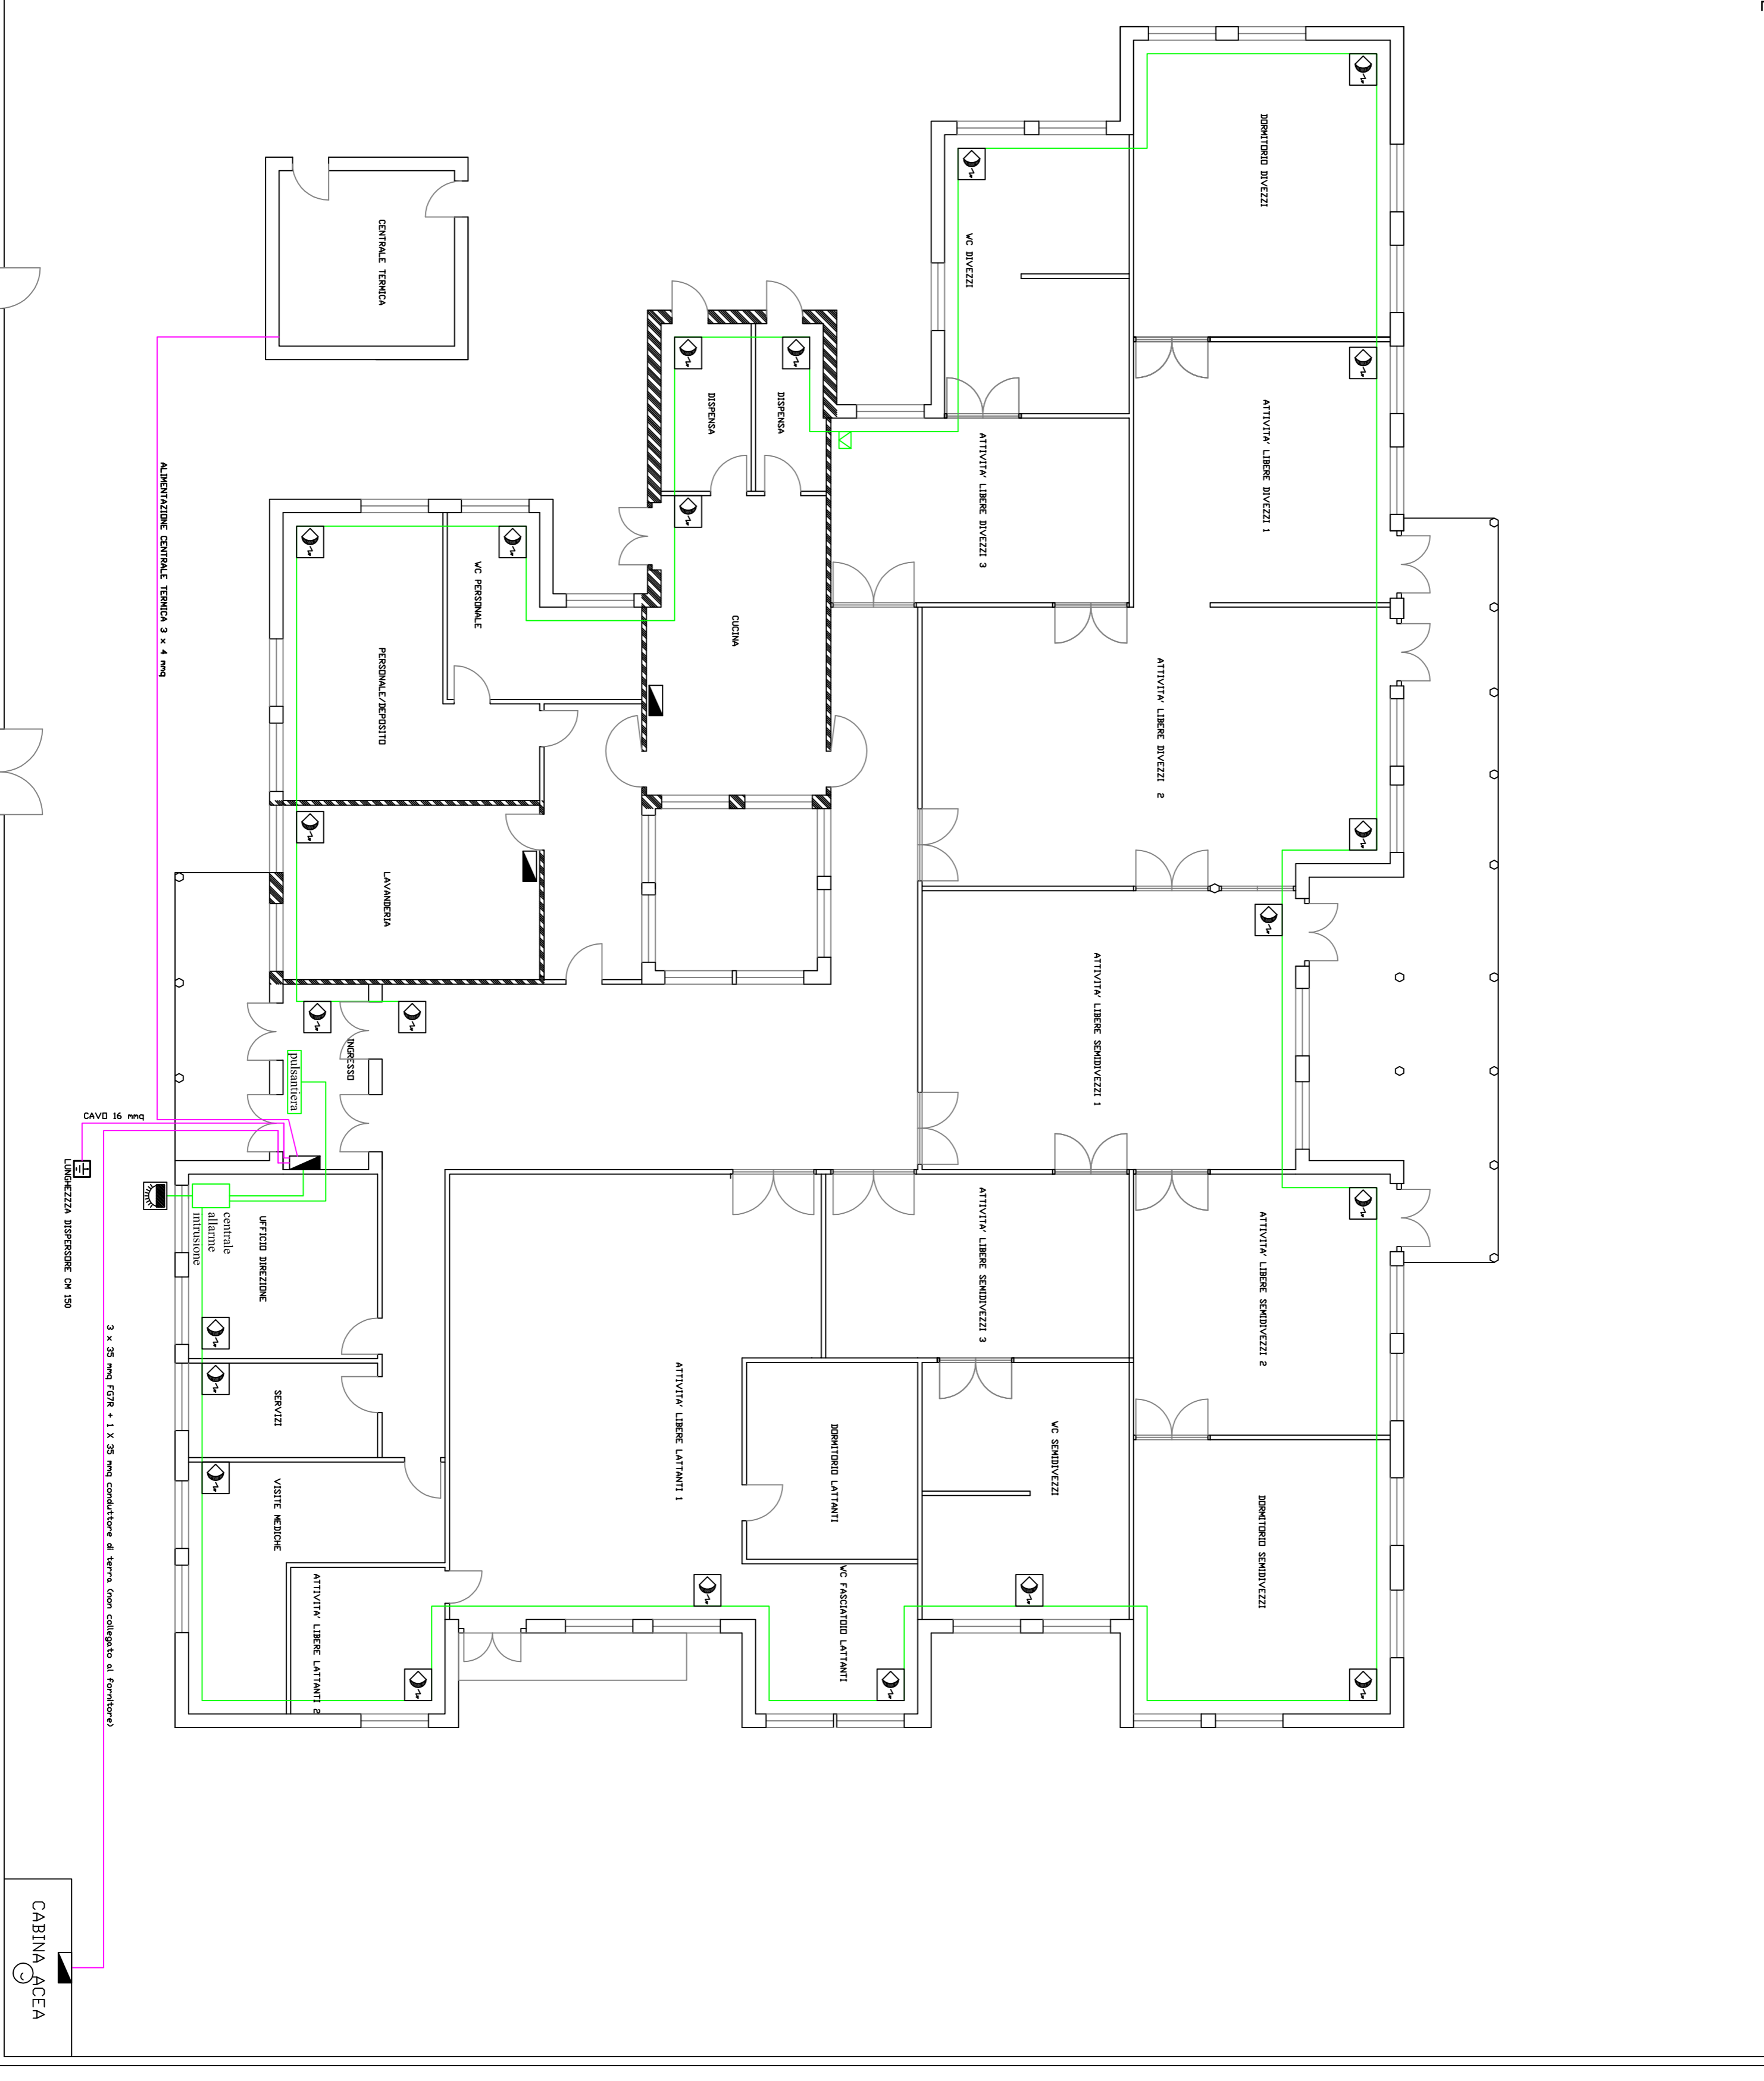 DORMITORIO DIVEZZI
WC DIVEZZI
CENTRALE TERMICA
ATTIVITA' LIBERE DIVEZZI 1
DISPENSA
DISPENSA
ATTIVITA' LIBERE DIVEZZI 3
ALIMENTAZIONE CENTRALE TERMICA 3 x 4 mmq
WC PERSONALE
CUCINA
PERSONALE/DEPOSITO
ATTIVITA' LIBERE DIVEZZI 2
LAVANDERIA
ATTIVITA' LIBERE SEMIDIVEZZI 1
INGRESSO
pulsantiera
CAVO 16 mmq
LUNGHEZZA DISPERSORE CM 150
centrale
allarme
intrusione
UFFICIO DIREZIONE
ATTIVITA' LIBERE SEMIDIVEZZI 3
ATTIVITA' LIBERE SEMIDIVEZZI 2
3 x 35 mmq FG7R + 1 X 35 mmq conduttore di terra (non collegato al fornitore)
SERVIZI
ATTIVITA' LIBERE LATTANTI 1
DORMITORIO LATTANTI
WC SEMIDIVEZZI
VISITE MEDICHE
DORMITORIO SEMIDIVEZZI
ATTIVITA' LIBERE LATTANTI 2
WC FASCIATOIO LATTANTI
CABINA ACEA